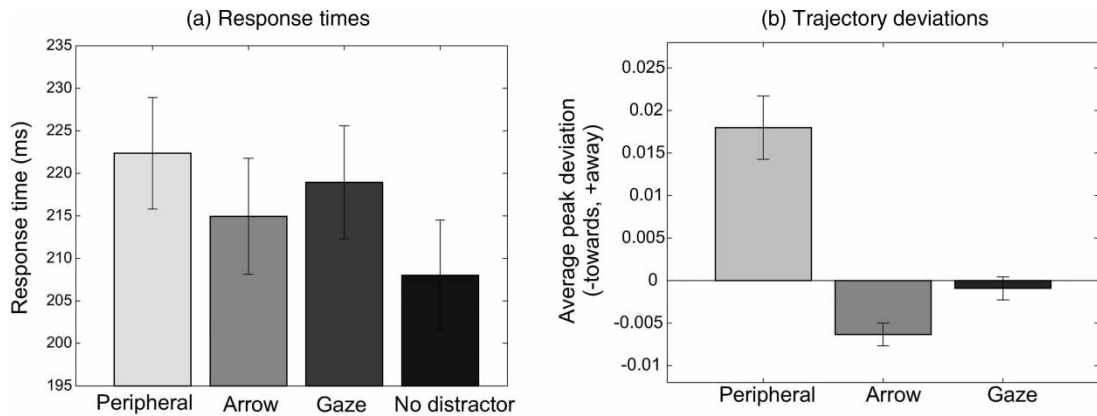 (a) Response times
Response time (ms)
235
230
225
220
215
210
205
200
195
Peripheral Arrow Gaze No distractor
(b) Trajectory deviations
Average peak deviation
(-towards, +away)
0.025
0.02
0.015
0.01
0.005
0
-0.005
-0.01
Peripheral Arrow Gaze